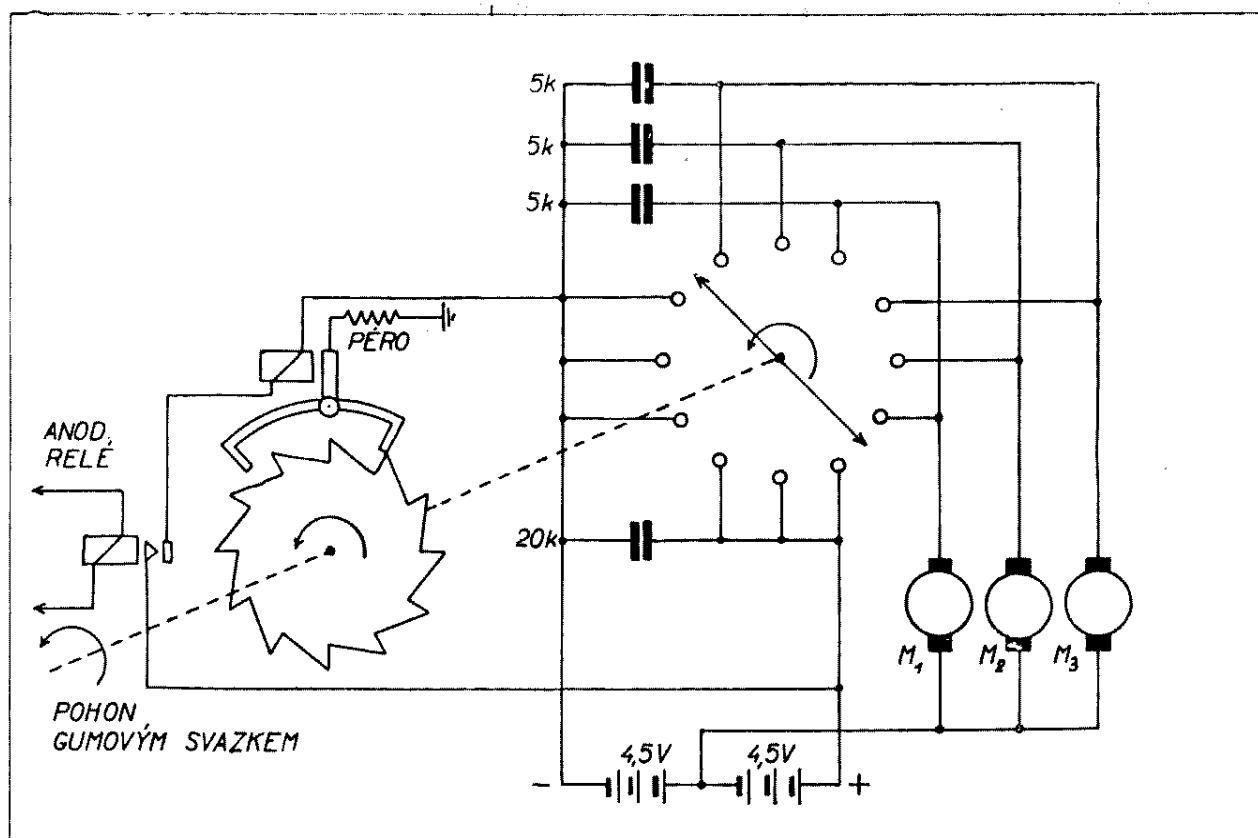 5k
5k
5k
PÉRO
ANOD.
RELÉ
20k
M₁ M₂ M₃
POHON
GUMOVÝM SVAZKEM
4,5V 4,5V
- +